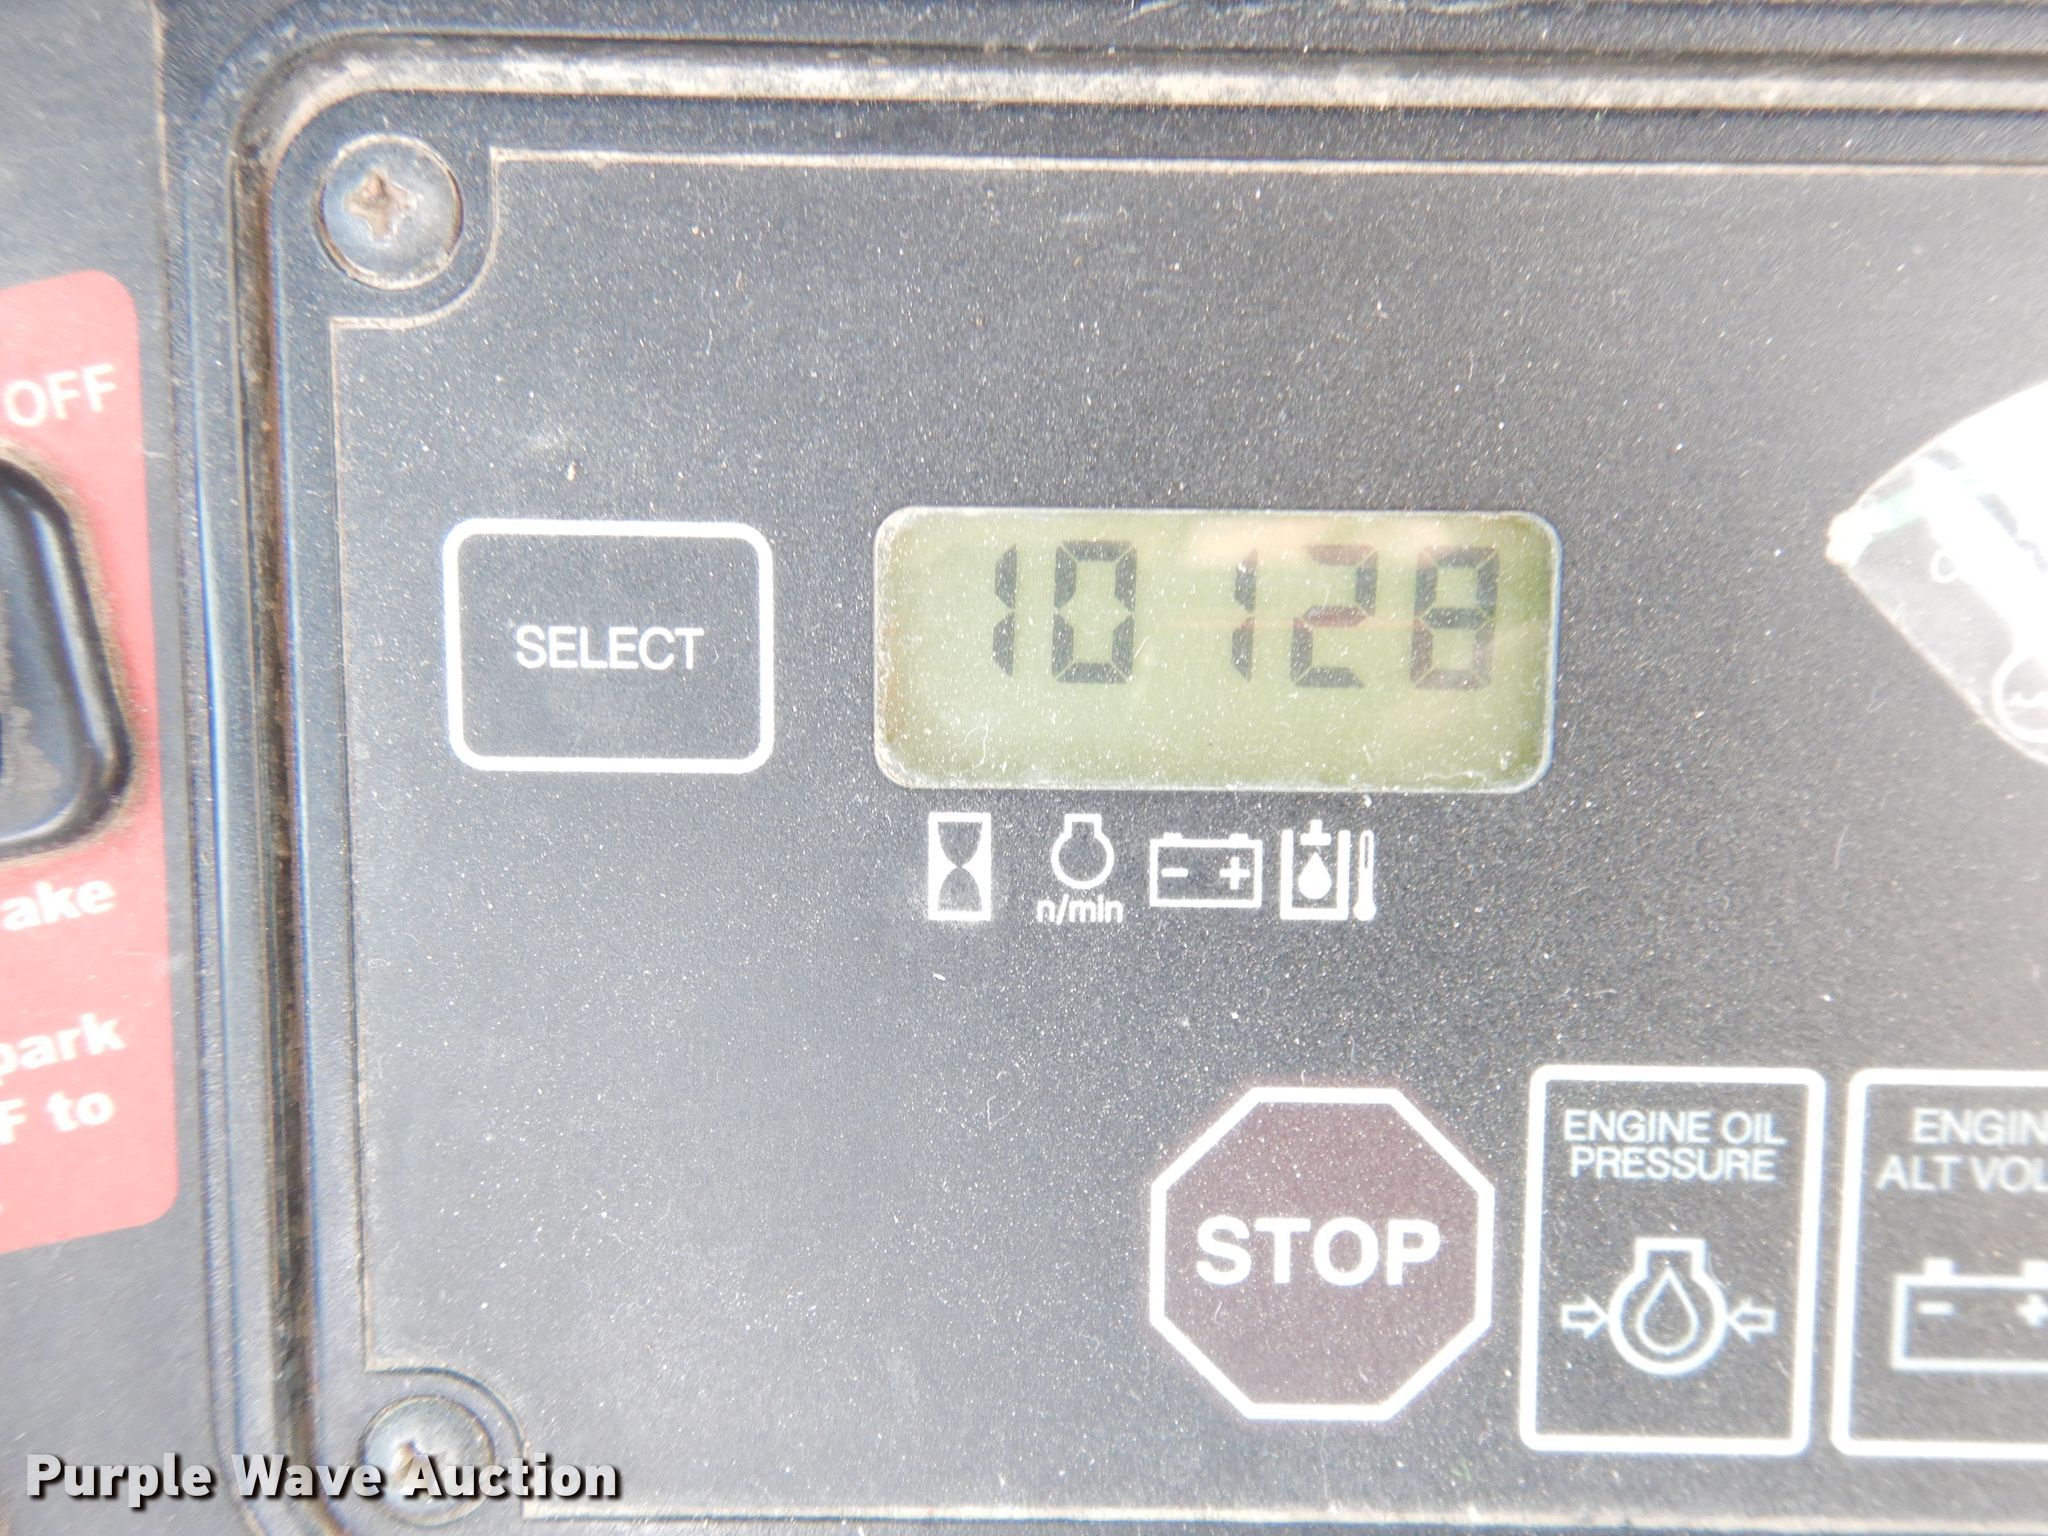 OFF
SELECT
10128
n/min
ake
park
F to
STOP
ENGINE OIL
PRESSURE
ENGIN
ALT VOL
Purple Wave Auction